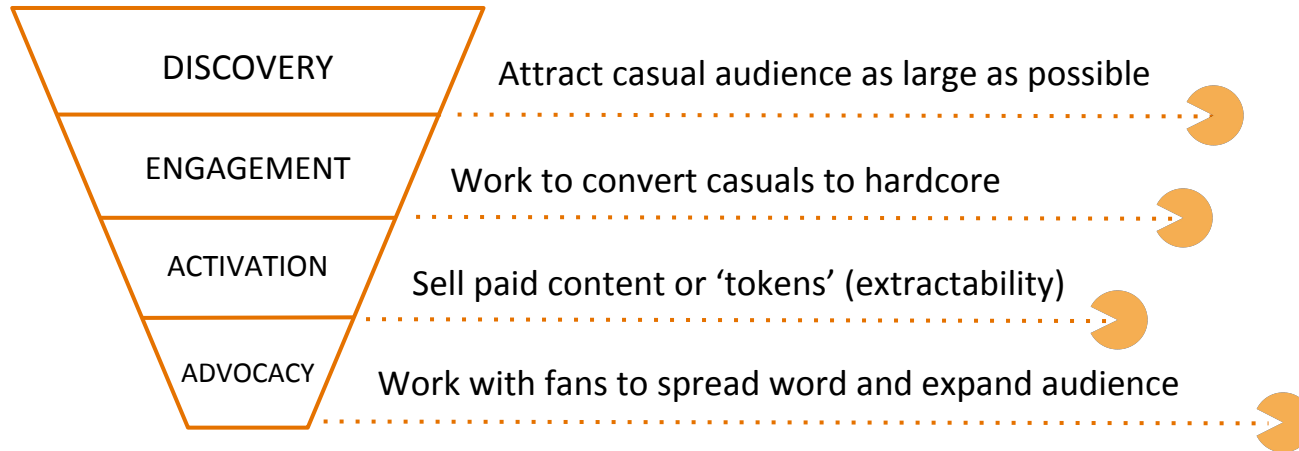 DISCOVERY
Attract casual audience as large as possible
ENGAGEMENT
Work to convert casuals to hardcore
ACTIVATION
Sell paid content or ‘tokens’ (extractability)
ADVOCACY
Work with fans to spread word and expand audience